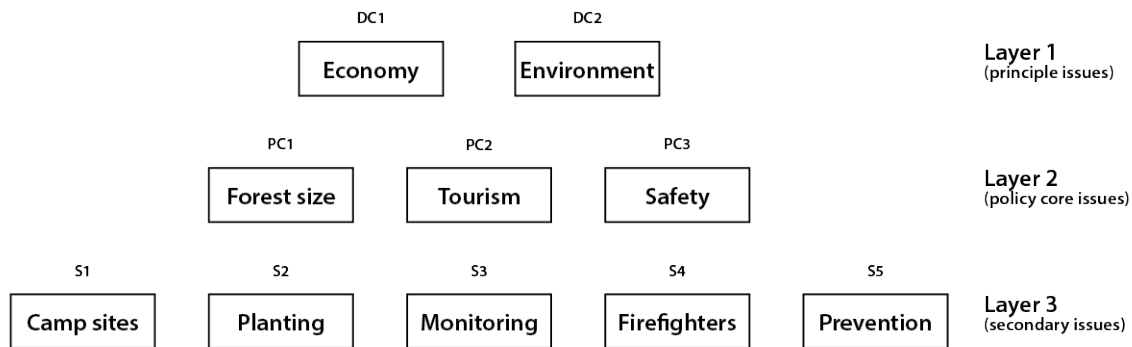 DC1 DC2
Economy Environment Layer 1
(principle issues)
PC1 PC2 PC3
Forest size Tourism Safety Layer 2
(policy core issues)
S1 S2 S3 S4 S5
Camp sites Planting Monitoring Firefighters Prevention Layer 3
(secondary issues)